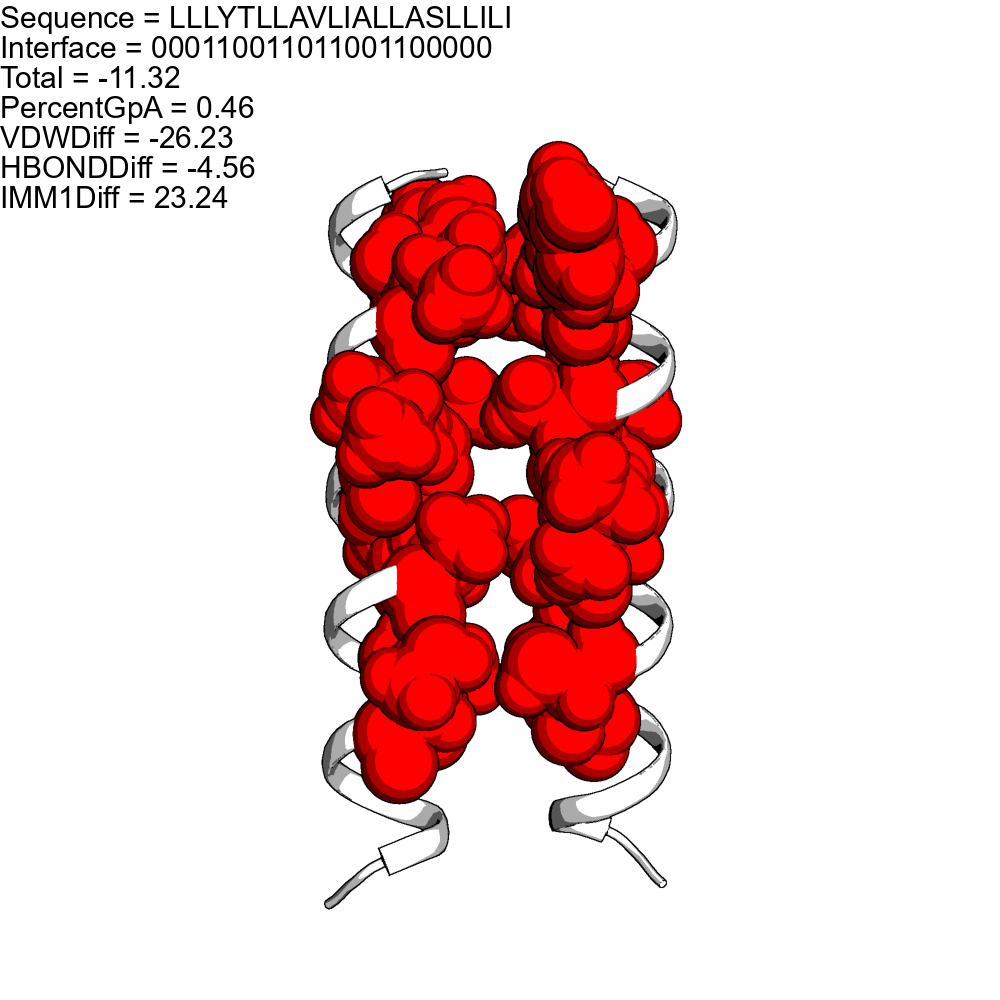 Sequence = LLLYTLLAVLIALLASLLILI
Interface = 000110011011001100000
Total = -11.32
PercentGpA = 0.46
VDWDiff = -26.23
HBONDDiff = -4.56
IMM1Diff = 23.24